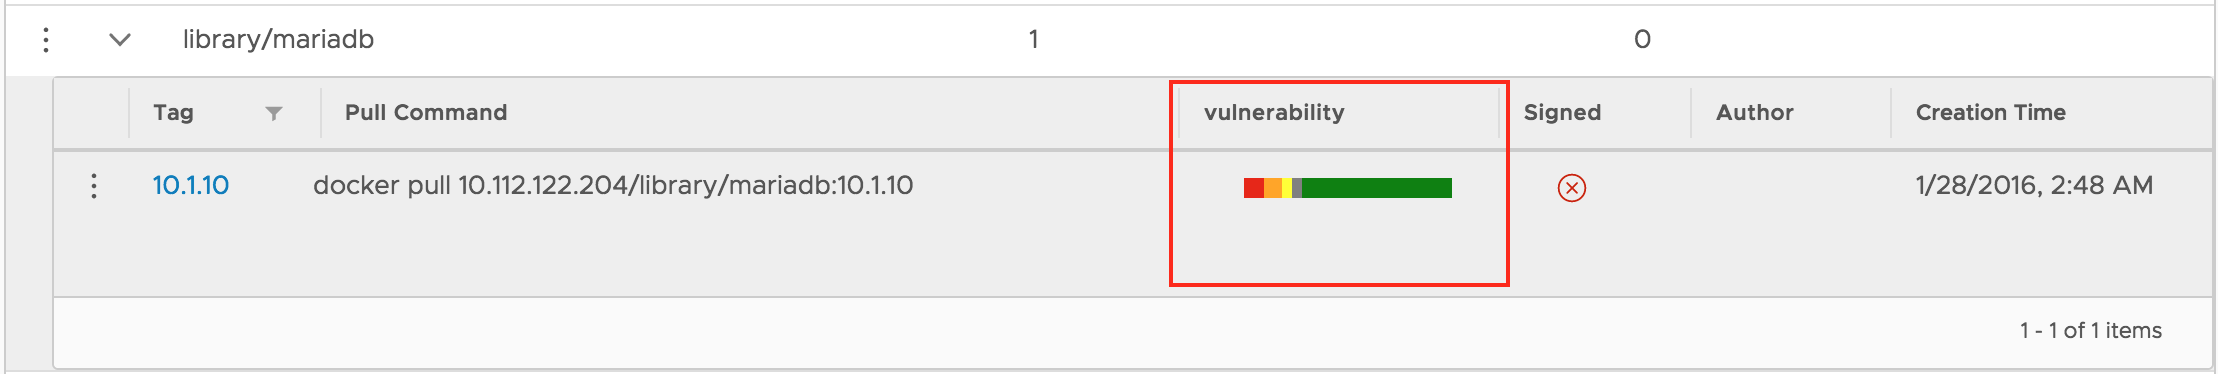 library/mariadb 1 0
Tag Pull Command vulnerability Signed Author Creation Time
10.1.10 docker pull 10.112.122.204/library/mariadb:10.1.10 1/28/2016, 2:48 AM
1 - 1 of 1 items